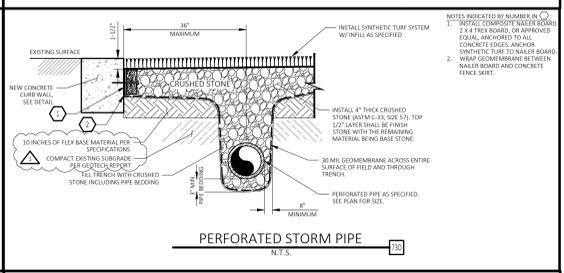 36"
MAXIMUM
1-1/2"
EXISTING SURFACE
INSTALL SYNTHETIC TURF SYSTEM
W/ INFILL AS SPECIFIED
NOTES INDICATED BY NUMBER IN :
1. INSTALL COMPOSITE NAILER BOARD
2 X 4 TREX BOARD, OR APPROVED
EQUAL, ANCHORED TO ALL
CONCRETE EDGES. ANCHOR
SYNTHETIC TURF TO NAILER BOARD.
2. WRAP GEOMEMBRANE BETWEEN
NAILER BOARD AND CONCRETE
FENCE SKIRT.
CRUSHED STONE
NEW CONCRETE
CURB WALL,
SEE DETAIL
1
2
INSTALL 4" THICK CRUSHED
STONE (ASTM C-33, SIZE 57). TOP
1/2" LAYER SHALL BE FINISH
STONE WITH THE REMAINING
MATERIAL BEING BASE STONE.
10 INCHES OF FLEX BASE MATERIAL PER
SPECIFICATIONS
COMPACT EXISTING SUBGRADE
PER GEOTECH REPORT
FILL TRENCH WITH CRUSHED
STONE INCLUDING PIPE BEDDING
30 MIL GEOMEMBRANE ACROSS ENTIRE
SURFACE OF FIELD AND THROUGH
TRENCH.
3" MIN.
PIPE BEDDING
PERFORATED PIPE AS SPECIFIED.
SEE PLAN FOR SIZE.
8"
MINIMUM
PERFORATED STORM PIPE
N.T.S.
73D